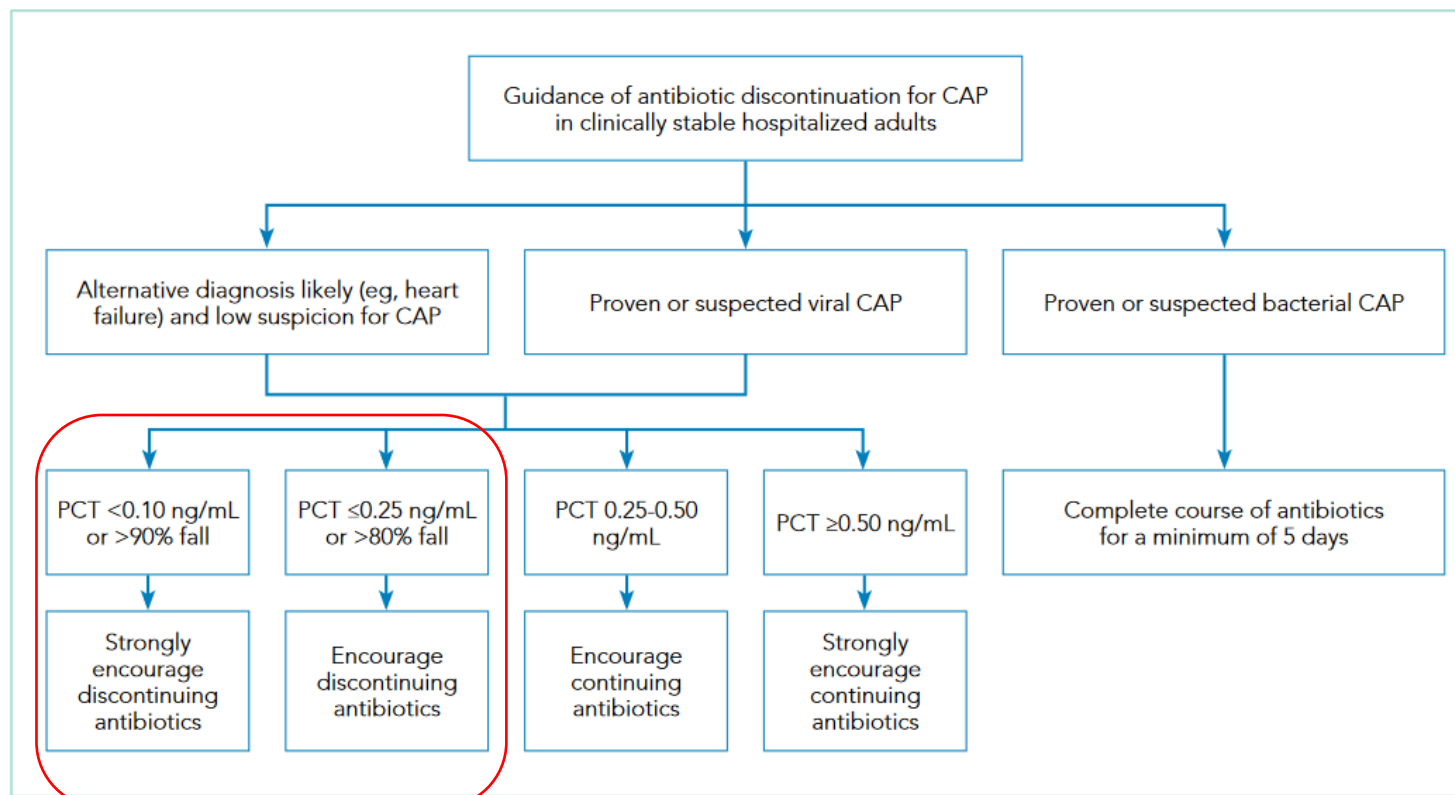 Guidance of antibiotic discontinuation for CAP
in clinically stable hospitalized adults
Alternative diagnosis likely (eg, heart
failure) and low suspicion for CAP
Proven or suspected viral CAP
Proven or suspected bacterial CAP
PCT <0.10 ng/mL
or >90% fall
PCT ≤0.25 ng/mL
or >80% fall
PCT 0.25-0.50
ng/mL
PCT ≥0.50 ng/mL
Complete course of antibiotics
for a minimum of 5 days
Strongly
encourage
discontinuing
antibiotics
Encourage
discontinuing
antibiotics
Encourage
continuing
antibiotics
Strongly
encourage
continuing
antibiotics